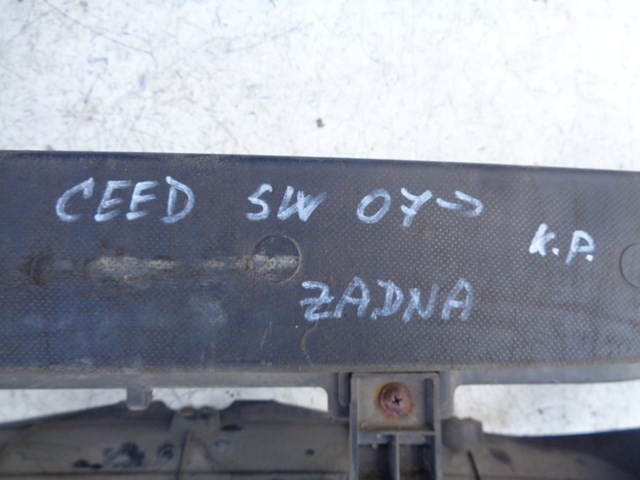 CEED SW 07->
K.P.
ZADNA